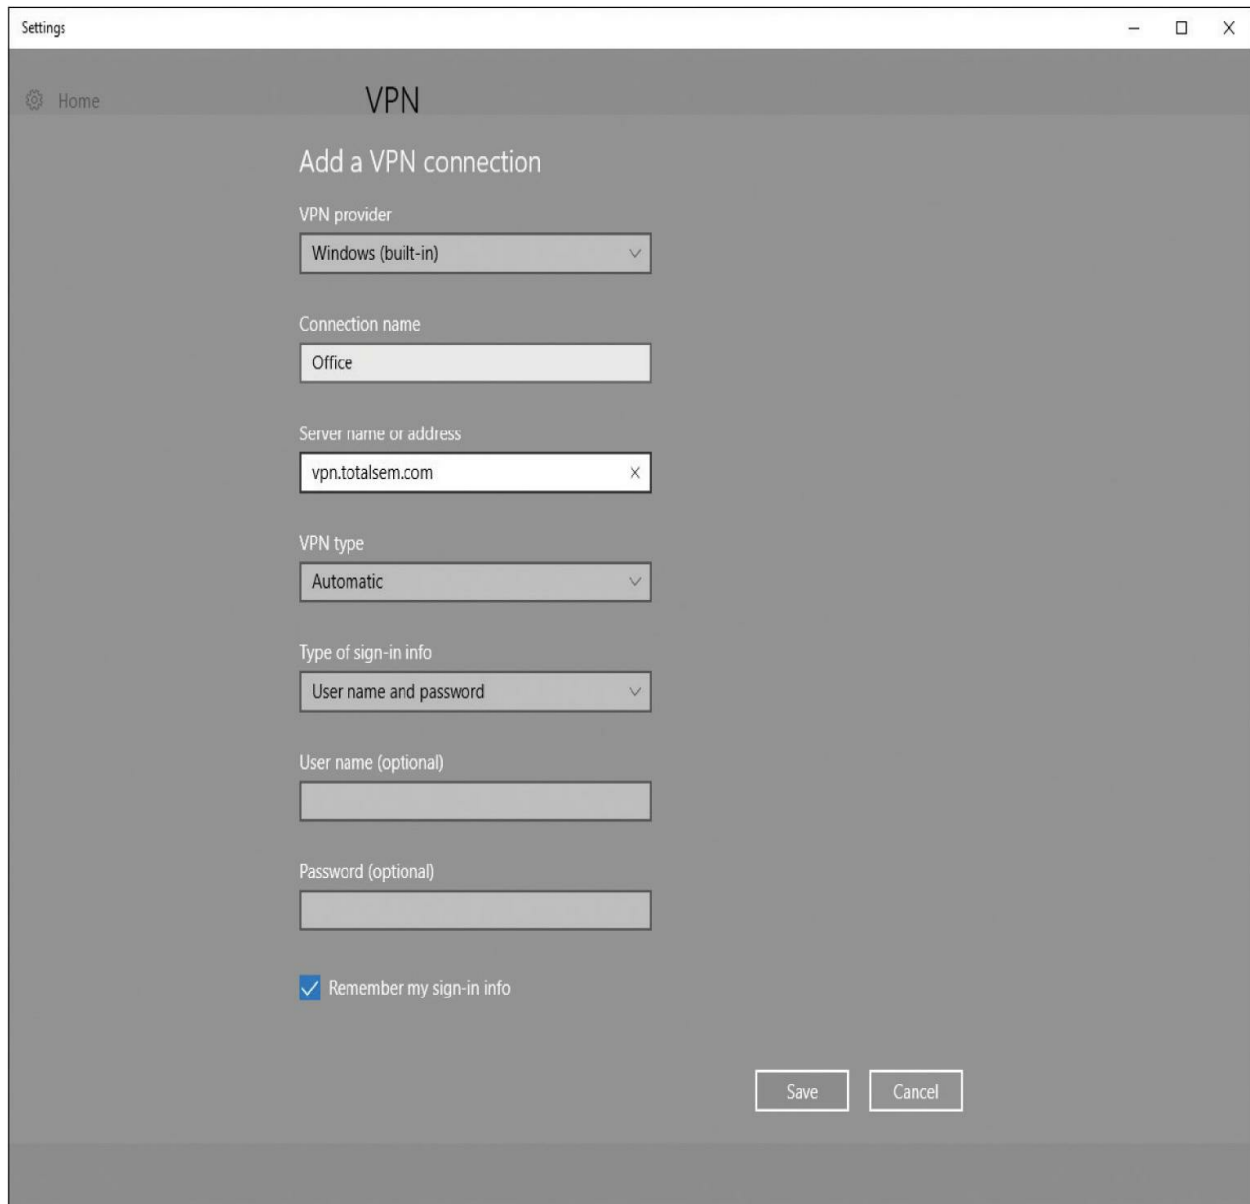 Settings
Home
VPN
Add a VPN connection
VPN provider
Windows (built-in)
Connection name
Office
Server name or address
vpn.totalsem.com
VPN type
Automatic
Type of sign-in info
User name and password
User name (optional)
Password (optional)
Remember my sign-in info
Save
Cancel